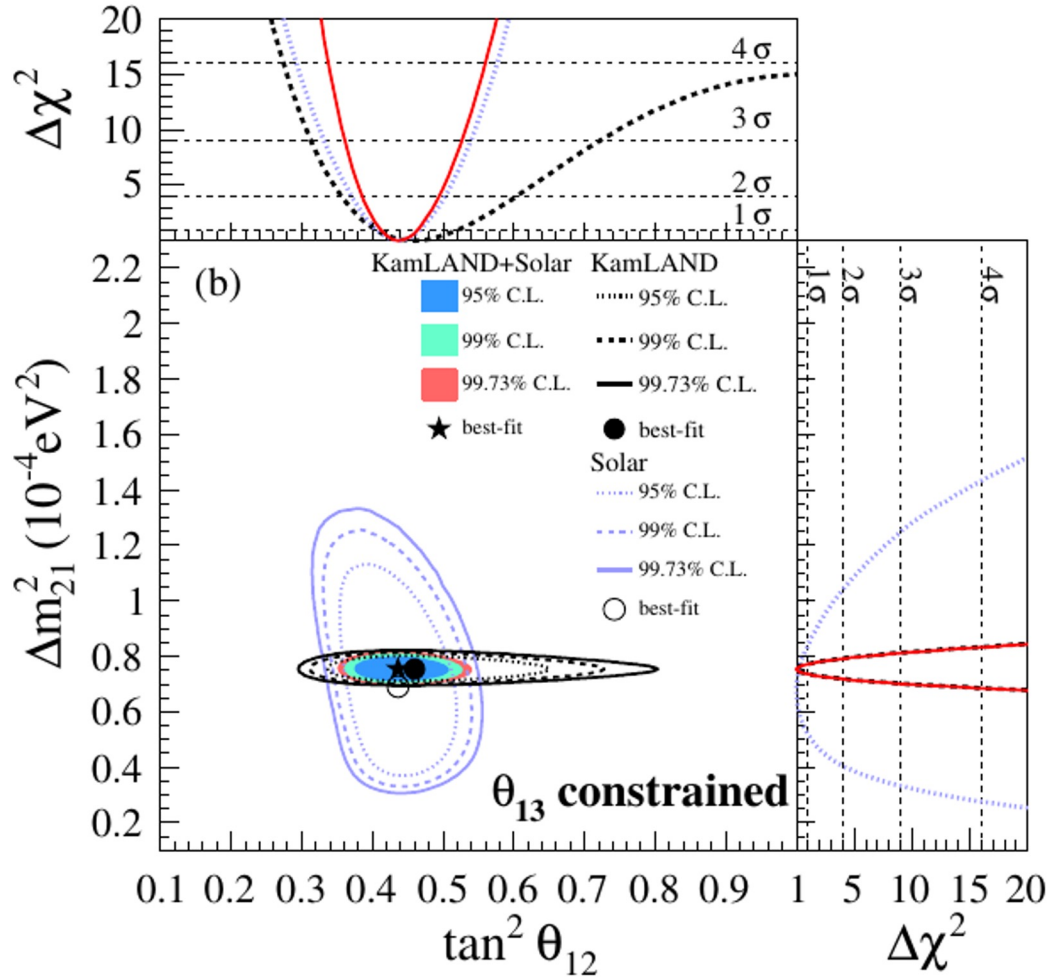 20
15
10
5
Δχ²
4 σ
3 σ
2 σ
1 σ
(b)
KamLAND+Solar
95% C.L.
99% C.L.
99.73% C.L.
best-fit
KamLAND
95% C.L.
99% C.L.
99.73% C.L.
best-fit
Solar
95% C.L.
99% C.L.
99.73% C.L.
best-fit
1σ
2σ
3σ
4σ
2.2
2
1.8
1.6
1.4
1.2
1
0.8
0.6
0.4
0.2
Δm²₂₁ (10⁻⁴eV²)
θ₁₃ constrained
0.1 0.2 0.3 0.4 0.5 0.6 0.7 0.8 0.9 1 5 10 15 20
tan² θ₁₂
Δχ²